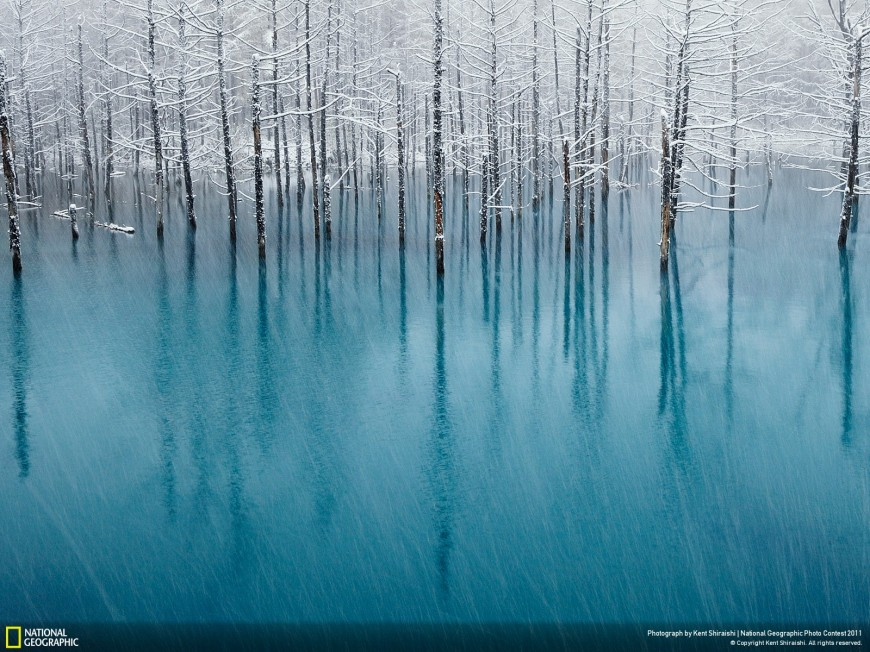 NATIONAL
GEOGRAPHIC
Photograph by Kent Shiraishi | National Geographic Photo Contest 2011
© Copyright Kent Shiraishi. All rights reserved.